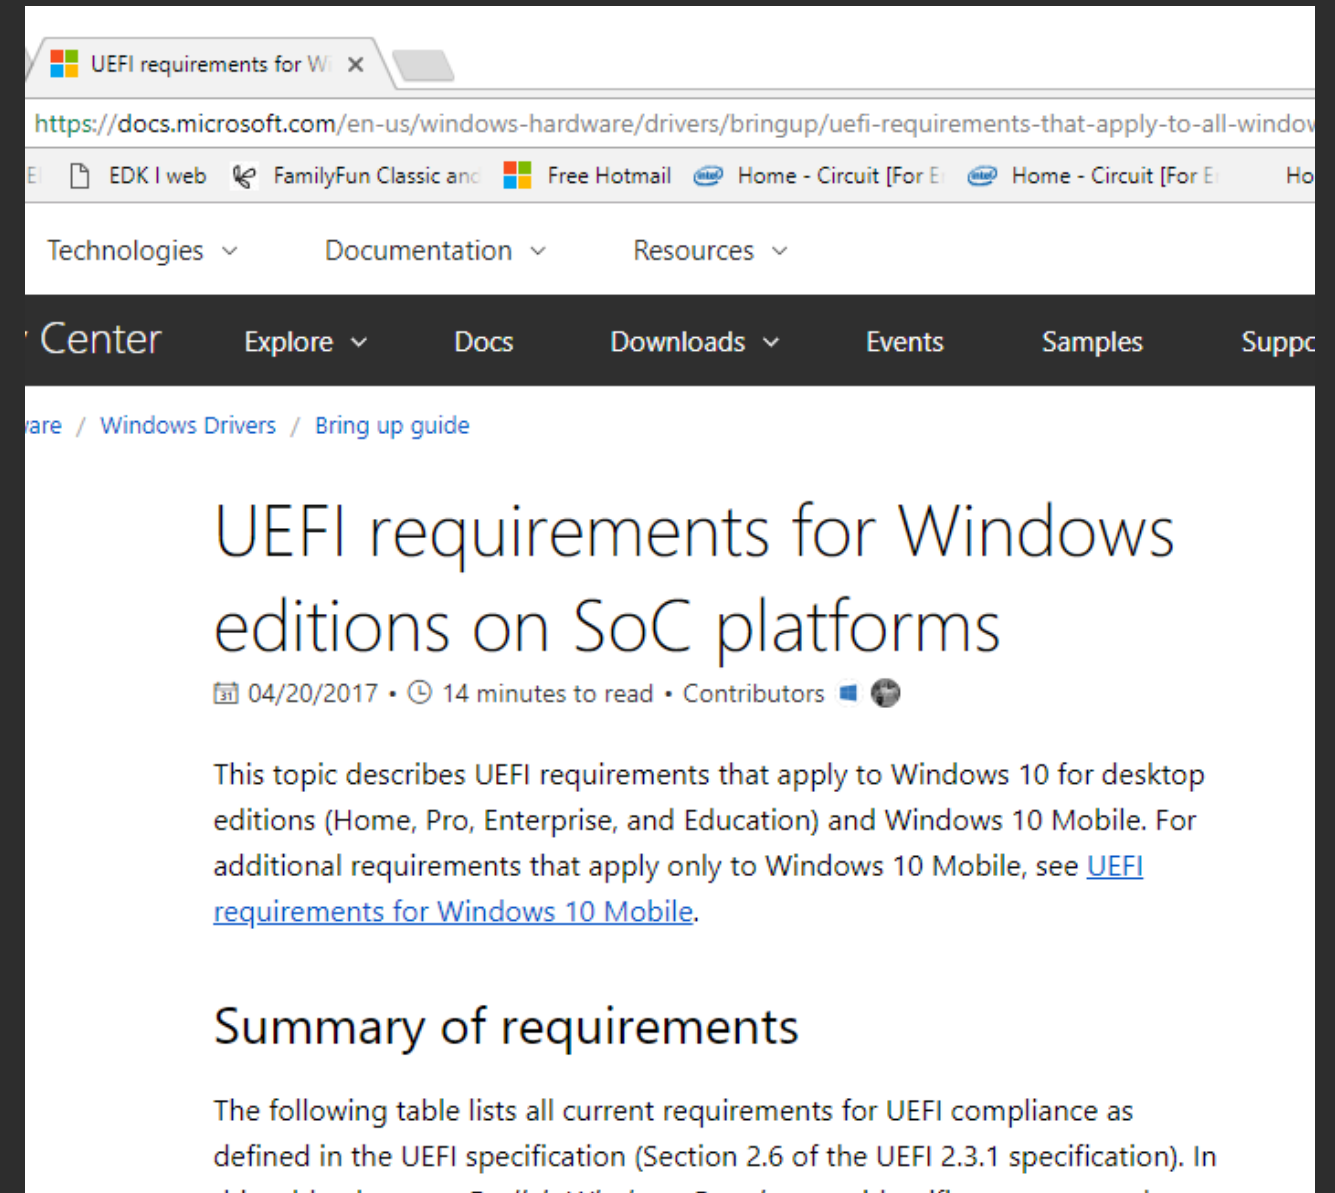 UEFI requirements for Wi
https://docs.microsoft.com/en-us/windows-hardware/drivers/bringup/uefi-requirements-that-apply-to-all-window
EDK I web FamilyFun Classic and Free Hotmail Home - Circuit [For E Home - Circuit [For E Ho
Technologies Documentation Resources
Center Explore Docs Downloads Events Samples Suppo
are / Windows Drivers / Bring up guide
UEFI requirements for Windows
editions on SoC platforms
04/20/2017 • 14 minutes to read • Contributors
This topic describes UEFI requirements that apply to Windows 10 for desktop
editions (Home, Pro, Enterprise, and Education) and Windows 10 Mobile. For
additional requirements that apply only to Windows 10 Mobile, see UEFI
requirements for Windows 10 Mobile.
Summary of requirements
The following table lists all current requirements for UEFI compliance as
defined in the UEFI specification (Section 2.6 of the UEFI 2.3.1 specification). In